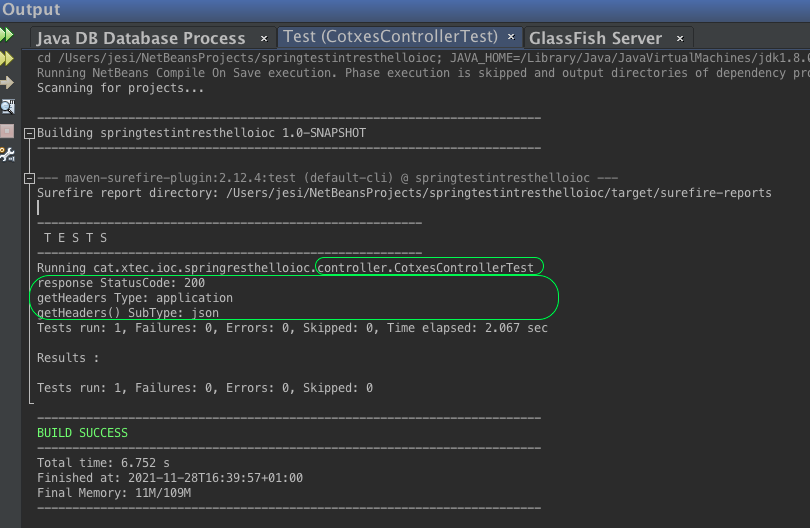 Output
Java DB Database Process × Test (CotxesControllerTest) × GlassFish Server ×
cd /Users/jesi/NetBeansProjects/springtestintresthelloioc; JAVA_HOME=/Library/Java/JavaVirtualMachines/jdk1.8.0
Running NetBeans Compile On Save execution. Phase execution is skipped and output directories of dependency pro
Scanning for projects...
------------------------------------------------------------------------
Building springtestintresthelloioc 1.0-SNAPSHOT
------------------------------------------------------------------------
--- maven-surefire-plugin:2.12.4:test (default-cli) @ springtestintresthelloioc ---
Surefire report directory: /Users/jesi/NetBeansProjects/springtestintresthelloioc/target/surefire-reports
-------------------------------------------------------
T E S T S
-------------------------------------------------------
Running cat.xtec.ioc.springresthelloioc.controller.CotxesControllerTest
response StatusCode: 200
getHeaders Type: application
getHeaders() SubType: json
Tests run: 1, Failures: 0, Errors: 0, Skipped: 0, Time elapsed: 2.067 sec
Results :
Tests run: 1, Failures: 0, Errors: 0, Skipped: 0
------------------------------------------------------------------------
BUILD SUCCESS
------------------------------------------------------------------------
Total time: 6.752 s
Finished at: 2021-11-28T16:39:57+01:00
Final Memory: 11M/109M
------------------------------------------------------------------------